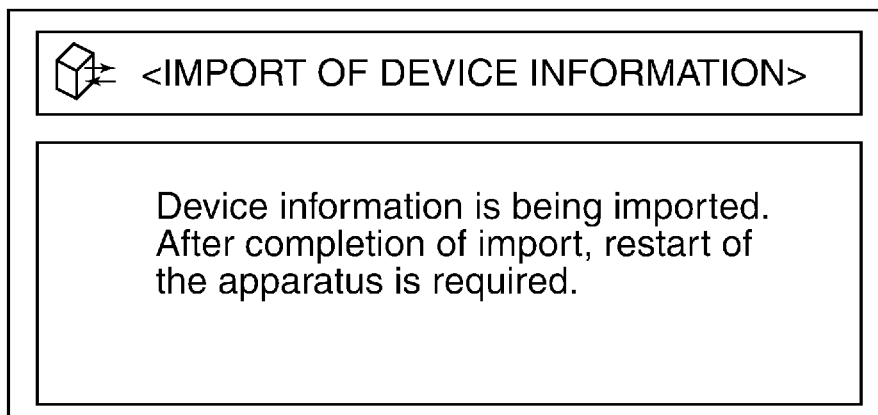 <IMPORT OF DEVICE INFORMATION>
Device information is being imported.
After completion of import, restart of
the apparatus is required.